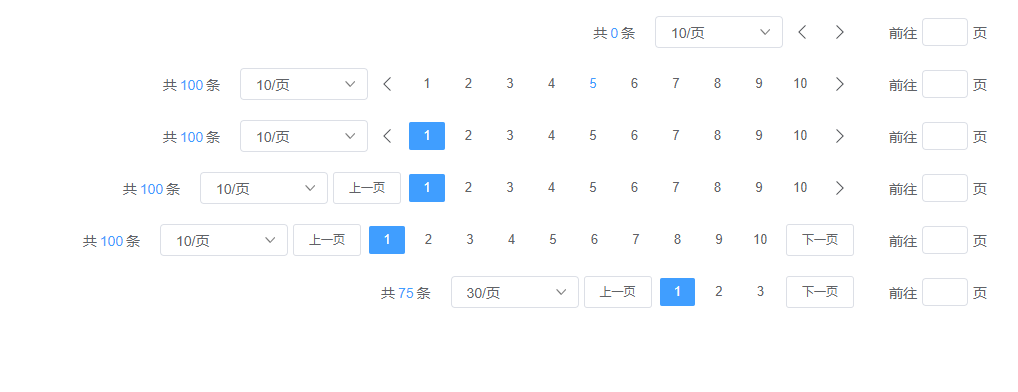 共 0 条 10/页 前往 页
共 100 条 10/页 1 2 3 4 5 6 7 8 9 10 前往 页
共 100 条 10/页 1 2 3 4 5 6 7 8 9 10 前往 页
共 100 条 10/页 上一页 1 2 3 4 5 6 7 8 9 10 前往 页
共 100 条 10/页 上一页 1 2 3 4 5 6 7 8 9 10 下一页 前往 页
共 75 条 30/页 上一页 1 2 3 下一页 前往 页